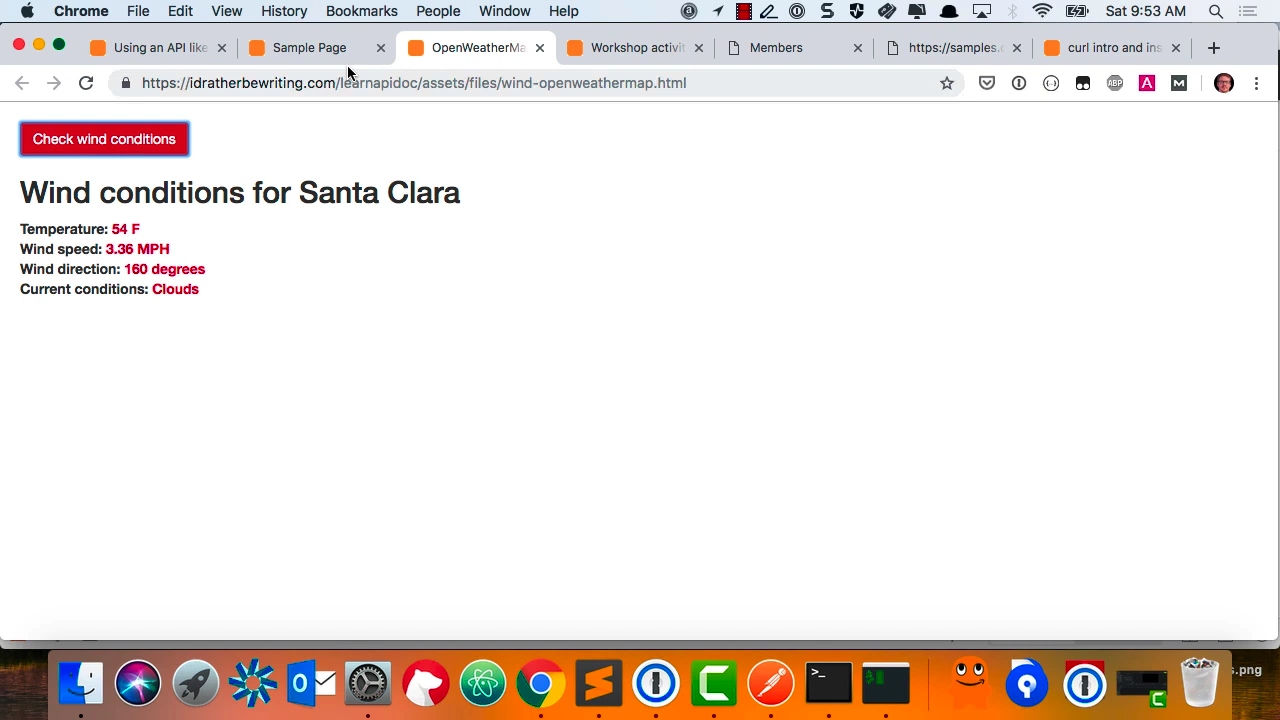 Chrome File Edit View History Bookmarks People Window Help Sat 9:53 AM
Using an API like Sample Page OpenWeatherMa Workshop activit Members https://samples.o curl intro and ins
https://idratherbewriting.com/learnapidoc/assets/files/wind-openweathermap.html
Check wind conditions
Wind conditions for Santa Clara
Temperature: 54 F
Wind speed: 3.36 MPH
Wind direction: 160 degrees
Current conditions: Clouds
s.png